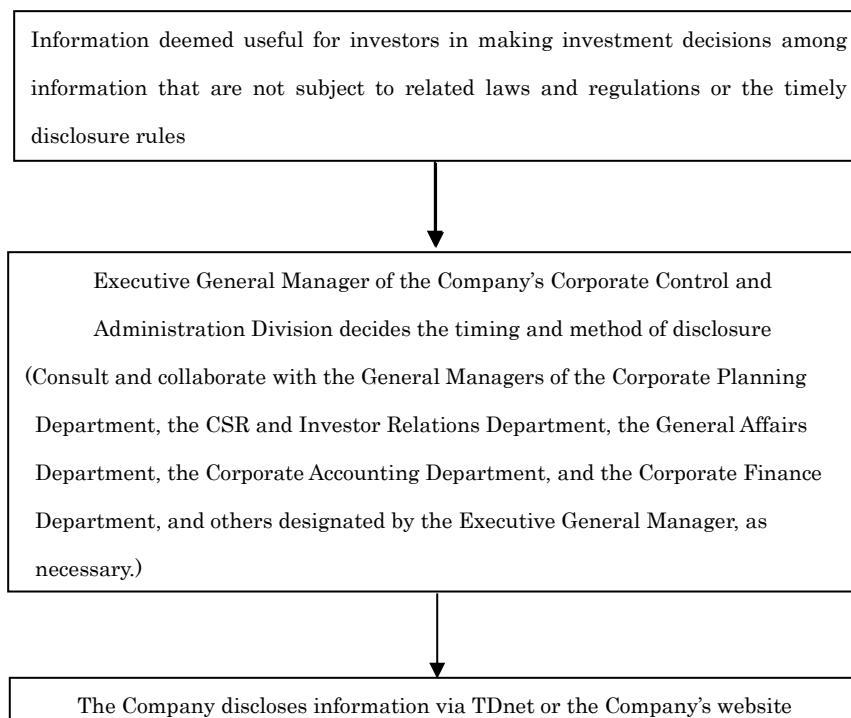 Information deemed useful for investors in making investment decisions among
information that are not subject to related laws and regulations or the timely
disclosure rules
Executive General Manager of the Company’s Corporate Control and
Administration Division decides the timing and method of disclosure
(Consult and collaborate with the General Managers of the Corporate Planning
Department, the CSR and Investor Relations Department, the General Affairs
Department, the Corporate Accounting Department, and the Corporate Finance
Department, and others designated by the Executive General Manager, as
necessary.)
The Company discloses information via TDnet or the Company’s website